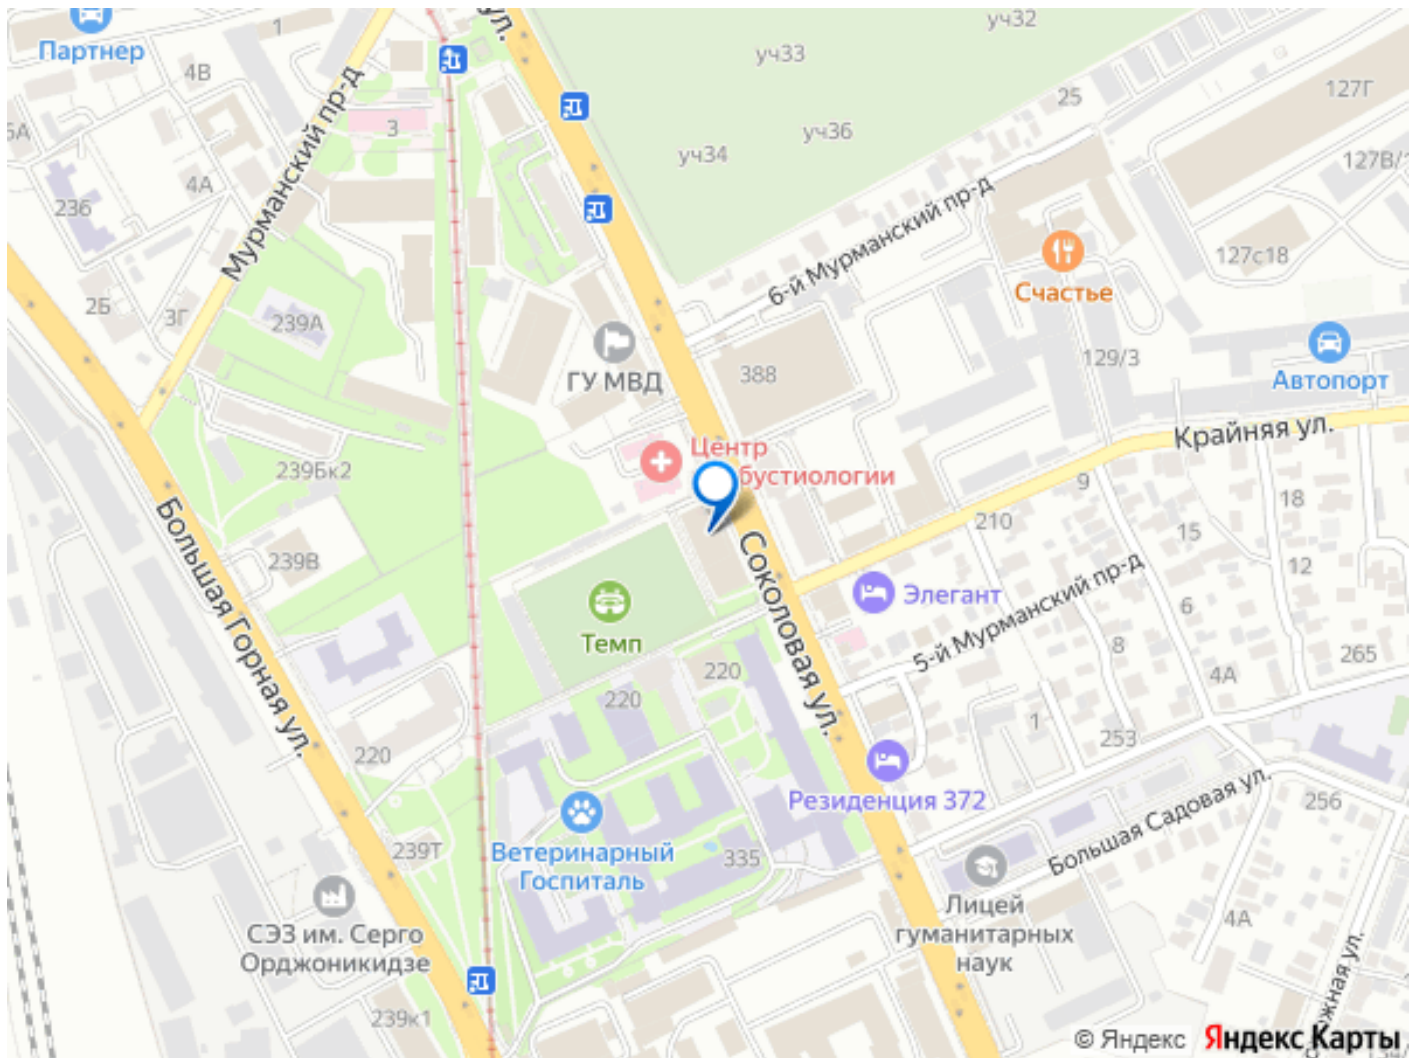 Партнер
1
4В
ул.
уч32
уч33
уч34
уч36
25
127Г
127В/
3
4А
236
2Б
3Г
Мурманский пр-д
239А
6-й Мурманский пр-д
127с18
Счастье
ГУ МВД
388
129/3
Автопорт
Крайняя ул.
Центр
бустиологии
239Бк2
239В
Большая Горная ул.
9
210
18
15
12
6
8
4А
265
Соколовая ул.
Элегант
5-й Мурманский пр-д
Темп
220
220
220
1
253
Резиденция 372
Большая Садовая ул.
256
Ветеринарный
Госпиталь
335
239Т
СЭЗ им. Серго
Орджоникидзе
Лицей
гуманитарных
наук
4А
239к1
© Яндекс Яндекс Карты